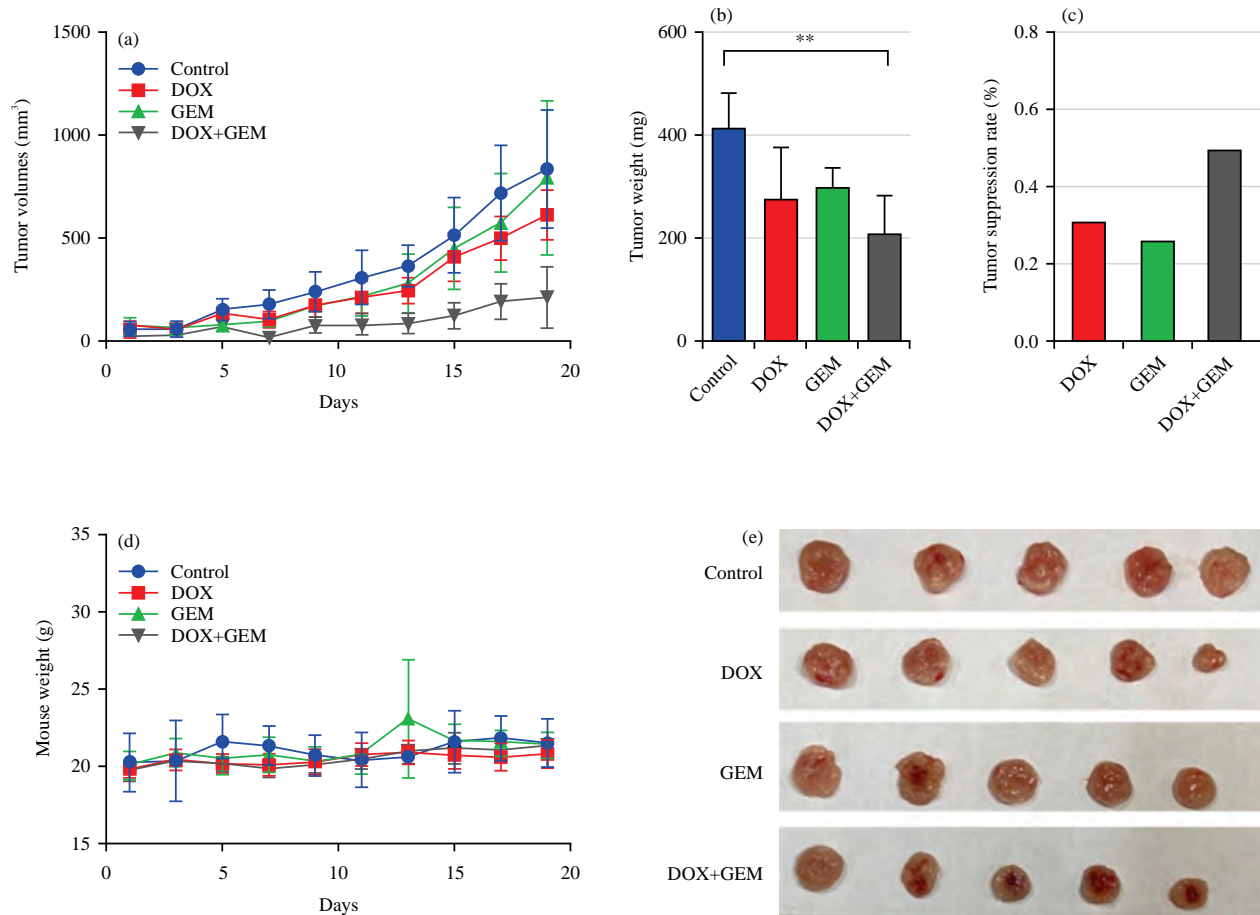 (a)
1500
1000
500
0
Tumor volumes (mm³)
Control
DOX
GEM
DOX+GEM
0 5 10 15 20
Days
(b)
600
400
200
0
Tumor weight (mg)
**
Control DOX GEM DOX+GEM
(c)
0.8
0.6
0.4
0.2
0.0
Tumor suppression rate (%)
DOX GEM DOX+GEM
(d)
35
30
25
20
15
Mouse weight (g)
Control
DOX
GEM
DOX+GEM
0 5 10 15 20
Days
(e)
Control
DOX
GEM
DOX+GEM